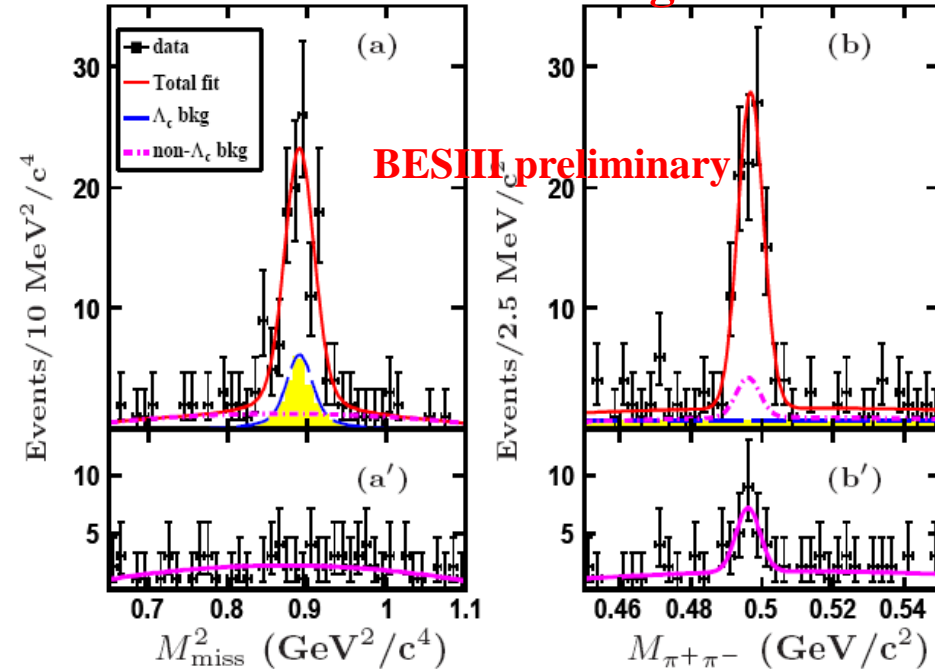 g
(a)
data
Total fit
Λc bkg
non-Λc bkg
30
20
10
Events/10 MeV²/c⁴
(b)
30
20
10
Events/2.5 MeV/c²
BESIII preliminary
(a′)
10
5
(b′)
10
5
0.7 0.8 0.9 1 1.1
M²miss (GeV²/c⁴)
0.46 0.48 0.5 0.52 0.54
Mπ+π− (GeV/c²)